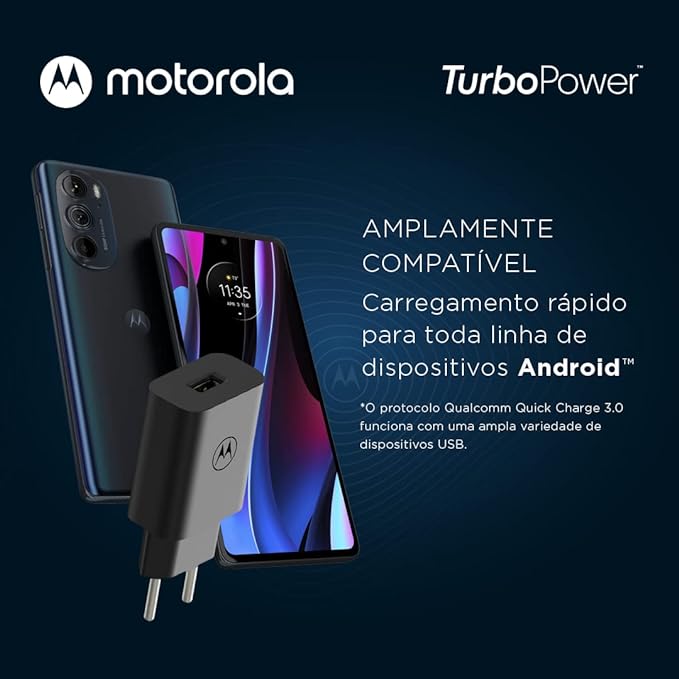 motorola
TurboPower™
AMPLAMENTE
COMPATÍVEL
Carregamento rápido
para toda linha de
dispositivos Android™
*O protocolo Qualcomm Quick Charge 3.0
funciona com uma ampla variedade de
dispositivos USB.
11:35